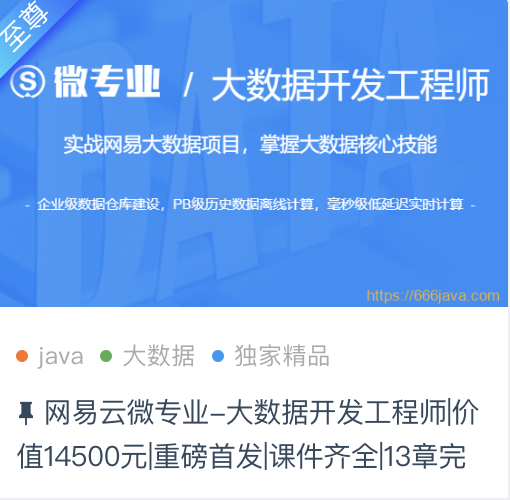 至尊
S 微专业 / 大数据开发工程师
实战网易大数据项目，掌握大数据核心技能
- 企业级数据仓库建设，PB级历史数据离线计算，毫秒级低延迟实时计算 -
https://666java.com
java 大数据 独家精品
网易云微专业–大数据开发工程师|价
值14500元|重磅首发|课件齐全|13章完